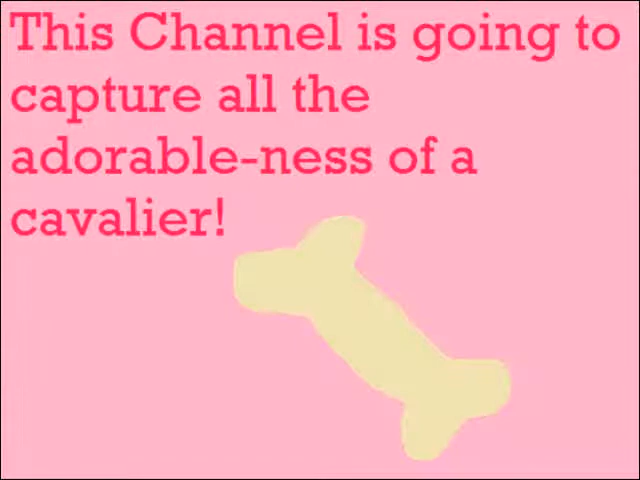 This Channel is going to
capture all the
adorable-ness of a
cavalier!